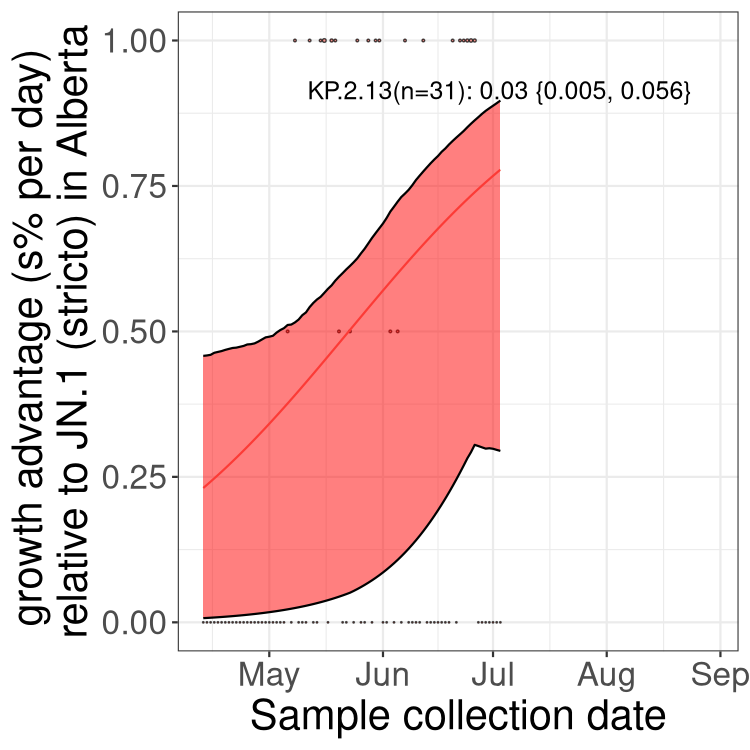 growth advantage (s% per day)
relative to JN.1 (stricto) in Alberta
1.00
0.75
0.50
0.25
0.00
KP.2.13(n=31): 0.03 {0.005, 0.056}
May Jun Jul Aug Sep
Sample collection date